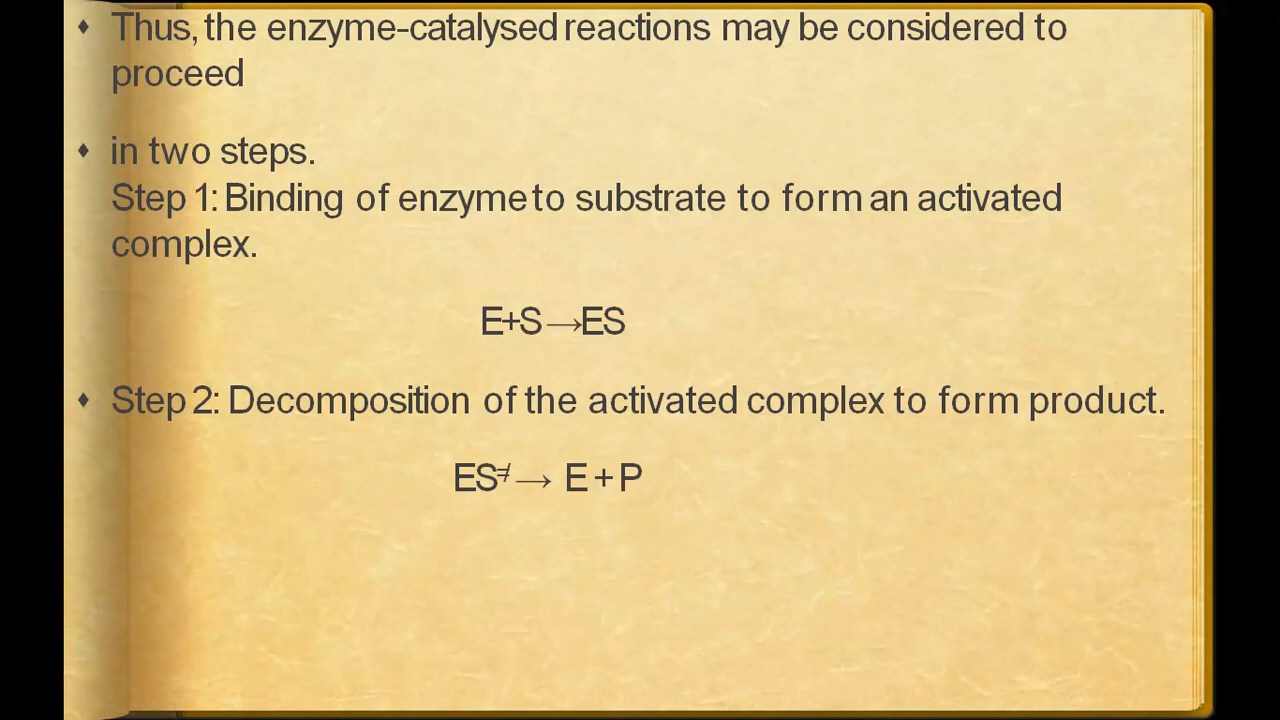 Thus, the enzyme-catalysed reactions may be considered to
proceed
in two steps.
Step 1: Binding of enzyme to substrate to form an activated
complex.
E+S→ES
Step 2: Decomposition of the activated complex to form product.
ES≠→ E + P